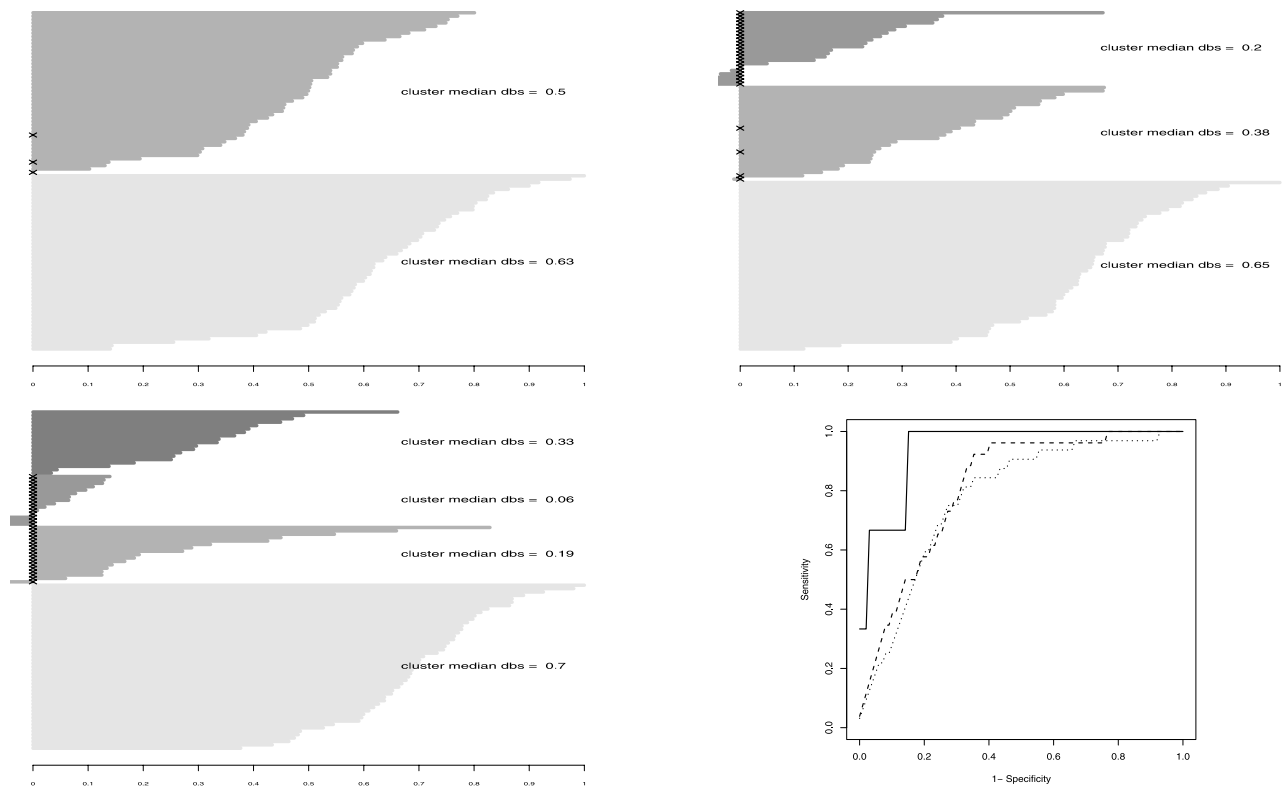 cluster median dbs = 0.5
cluster median dbs = 0.63
0 0.1 0.2 0.3 0.4 0.5 0.6 0.7 0.8 0.9 1
cluster median dbs = 0.2
cluster median dbs = 0.38
cluster median dbs = 0.65
0 0.1 0.2 0.3 0.4 0.5 0.6 0.7 0.8 0.9 1
cluster median dbs = 0.33
cluster median dbs = 0.06
cluster median dbs = 0.19
cluster median dbs = 0.7
0 0.1 0.2 0.3 0.4 0.5 0.6 0.7 0.8 0.9 1
Sensitivity
1.0
0.8
0.6
0.4
0.2
0.0
0.0 0.2 0.4 0.6 0.8 1.0
1− Specificity